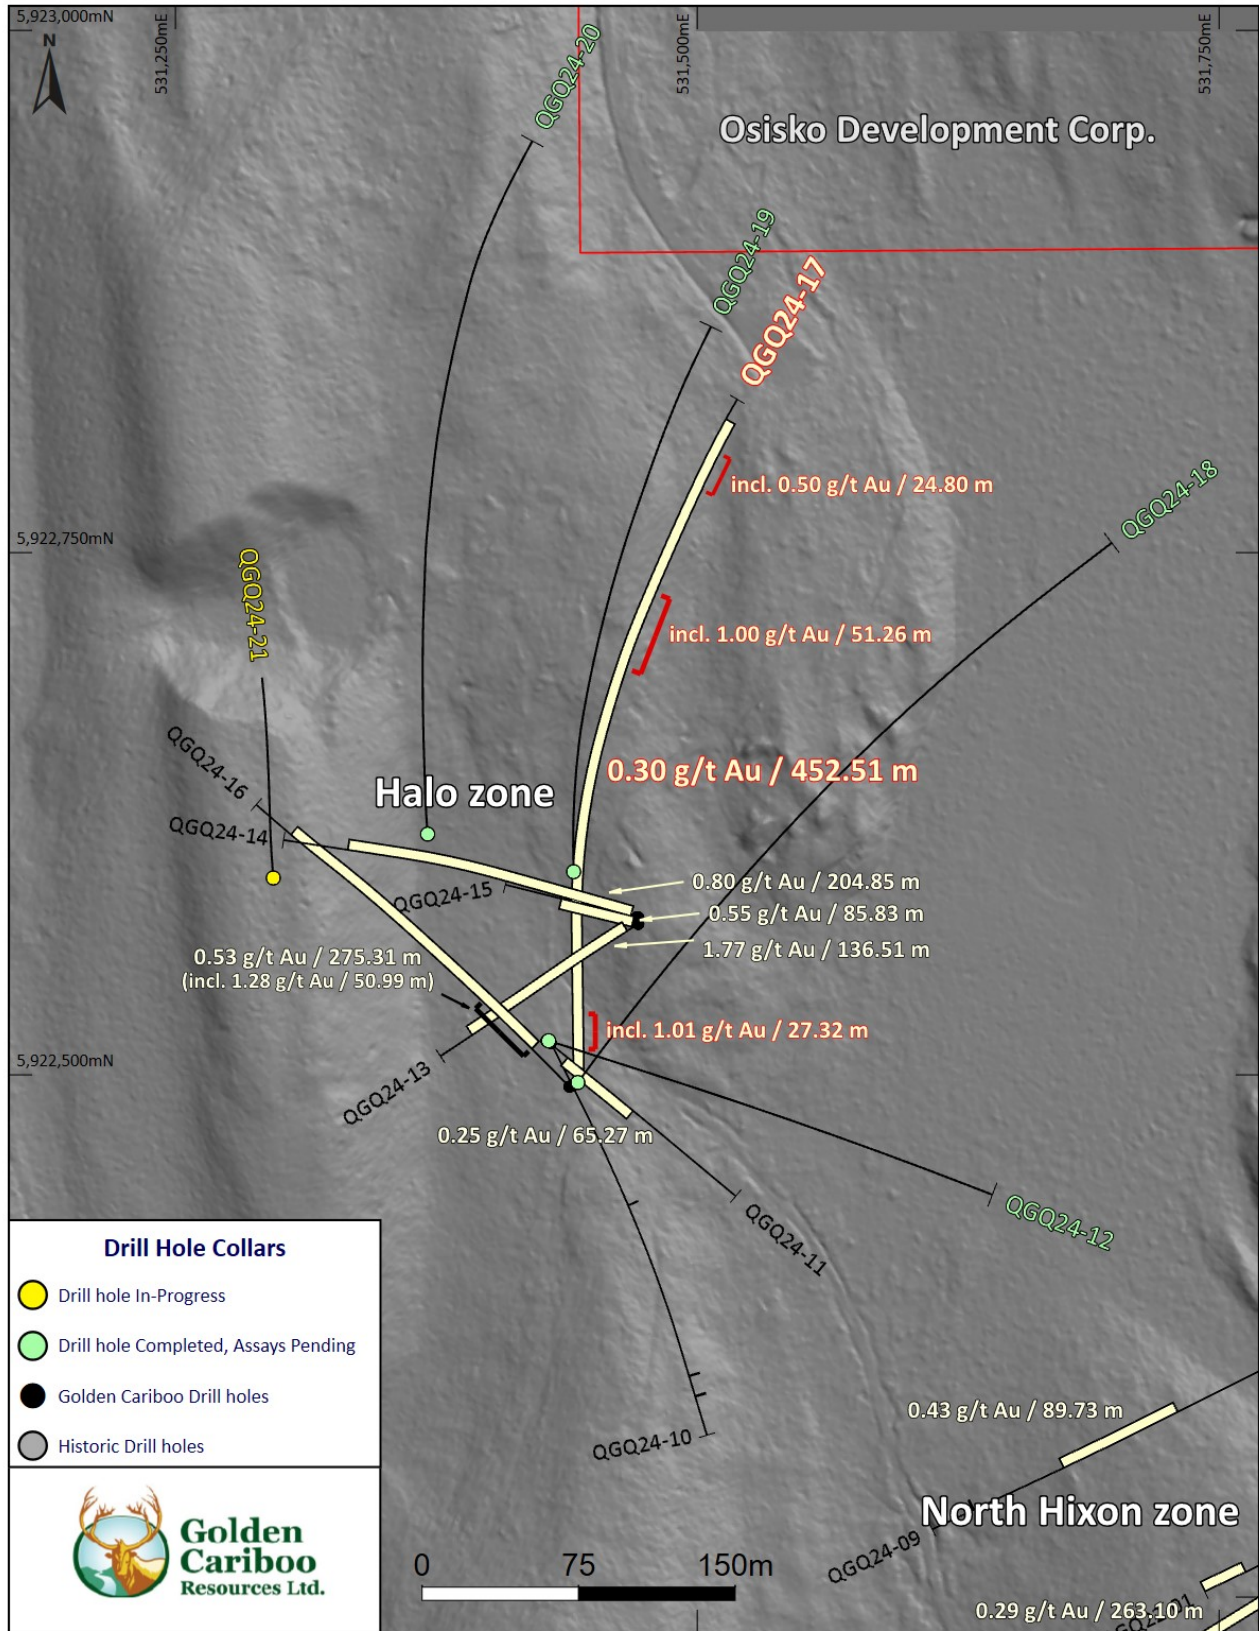 5,923,000mN
N
531,250mE
531,500mE
531,750mE
QGQ24-20
Osisko Development Corp.
QGQ24-19
QGQ24-17
incl. 0.50 g/t Au / 24.80 m
QGQ24-18
5,922,750mN
QGQ24-21
incl. 1.00 g/t Au / 51.26 m
QGQ24-16
0.30 g/t Au / 452.51 m
Halo zone
QGQ24-14
QGQ24-15
0.80 g/t Au / 204.85 m
0.55 g/t Au / 85.83 m
1.77 g/t Au / 136.51 m
0.53 g/t Au / 275.31 m
(incl. 1.28 g/t Au / 50.99 m)
incl. 1.01 g/t Au / 27.32 m
5,922,500mN
QGQ24-13
0.25 g/t Au / 65.27 m
QGQ24-12
QGQ24-11
QGQ24-10
Drill Hole Collars
Drill hole In-Progress
Drill hole Completed, Assays Pending
Golden Cariboo Drill holes
Historic Drill holes
0.43 g/t Au / 89.73 m
North Hixon zone
QGQ24-09
0.29 g/t Au / 263.10 m
Golden
Cariboo
Resources Ltd.
0 75 150m